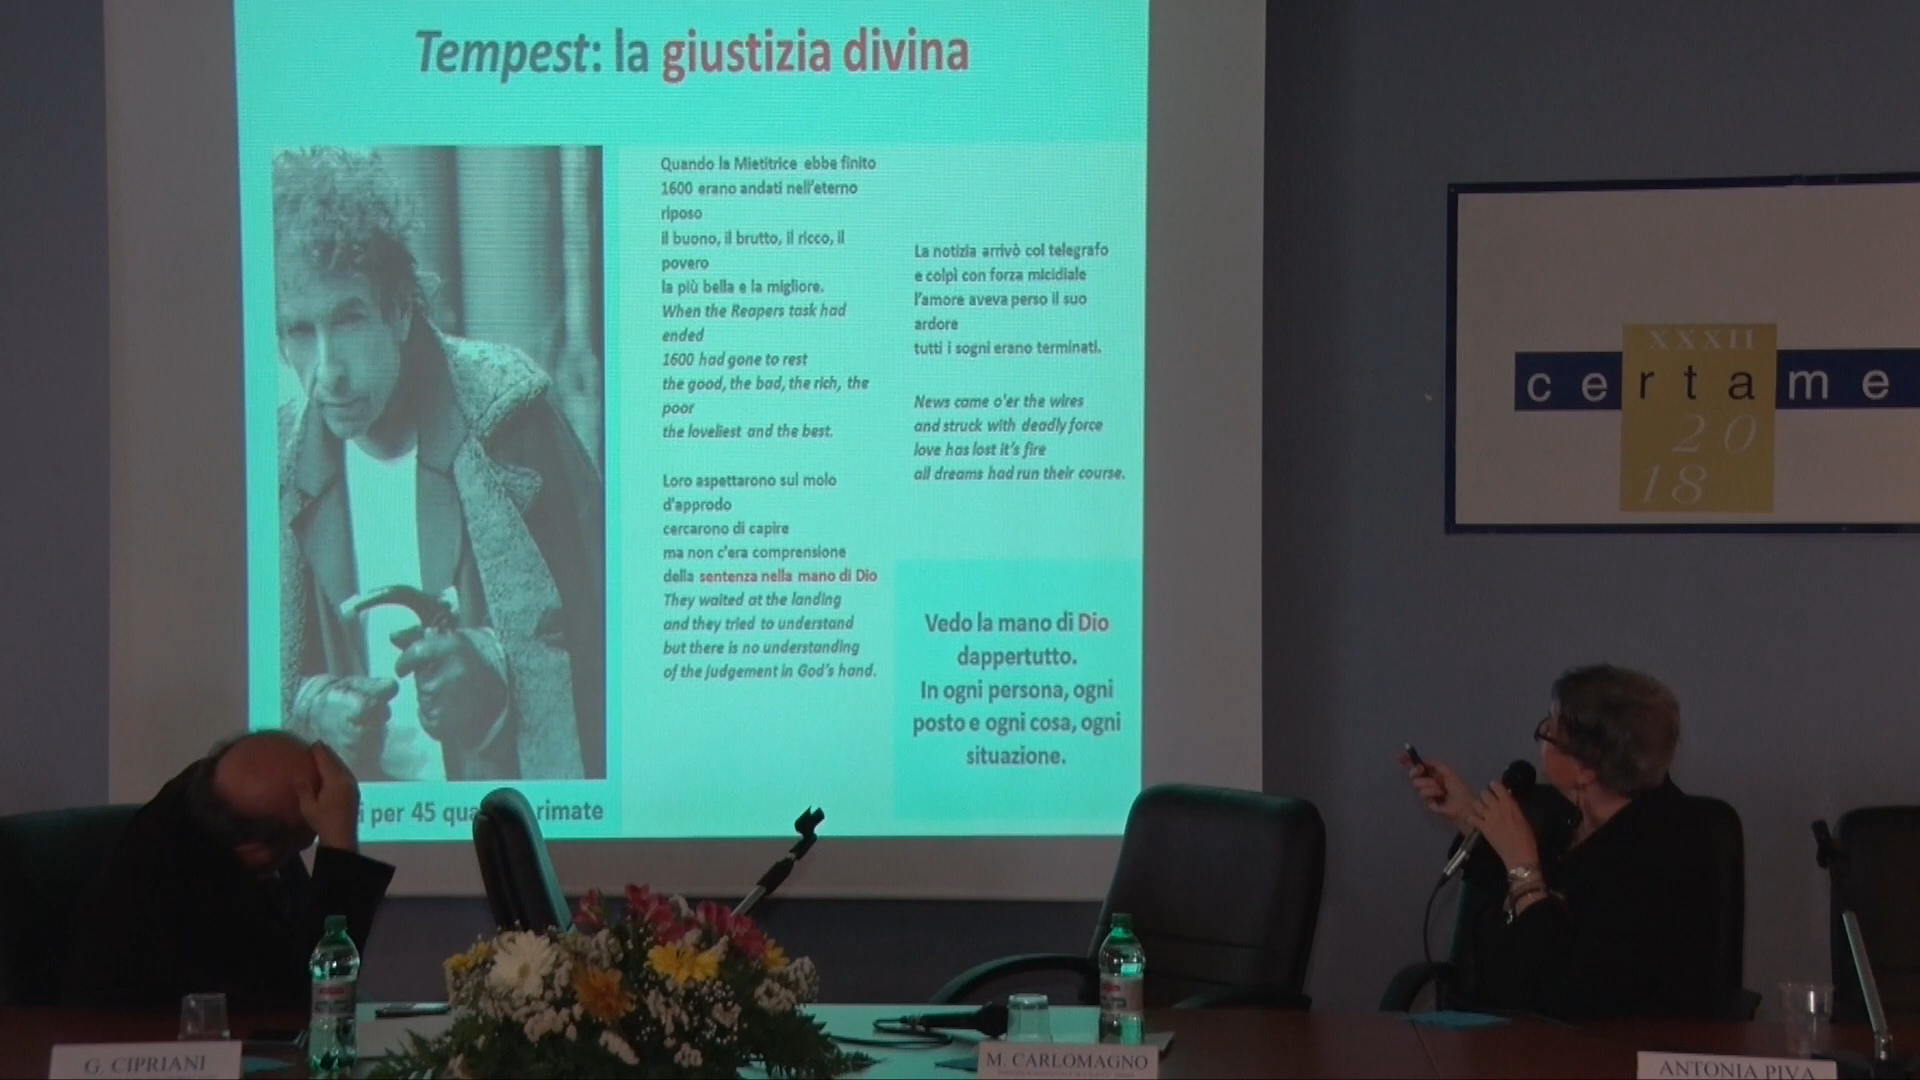 Tempest: la giustizia divina
Quando la Mietitrice ebbe finito
1600 erano andati nell'eterno
riposo
il buono, il brutto, il ricco, il
povero
la più bella e la migliore.
When the Reapers task had
ended
1600 had gone to rest
the good, the bad, the rich, the
poor
the loveliest and the best.
Loro aspettarono sul molo
d'approdo
cercarono di capire
ma non c'era comprensione
della sentenza nella mano di Dio
They waited at the landing
and they tried to understand
but there is no understanding
of the judgement in God's hand.
La notizia arrivò col telegrafo
e colpì con forza micidiale
l'amore aveva perso il suo
ardore
tutti i sogni erano terminati.
News came o'er the wires
and struck with deadly force
love has lost it's fire
all dreams had run their course.
Vedo la mano di Dio
dappertutto.
In ogni persona, ogni
posto e ogni cosa, ogni
situazione.
per 45 rimate
XXXII
certame
20
18
G. CIPRIANI
M. CARLOMAGNO
ANTONIA PIVA